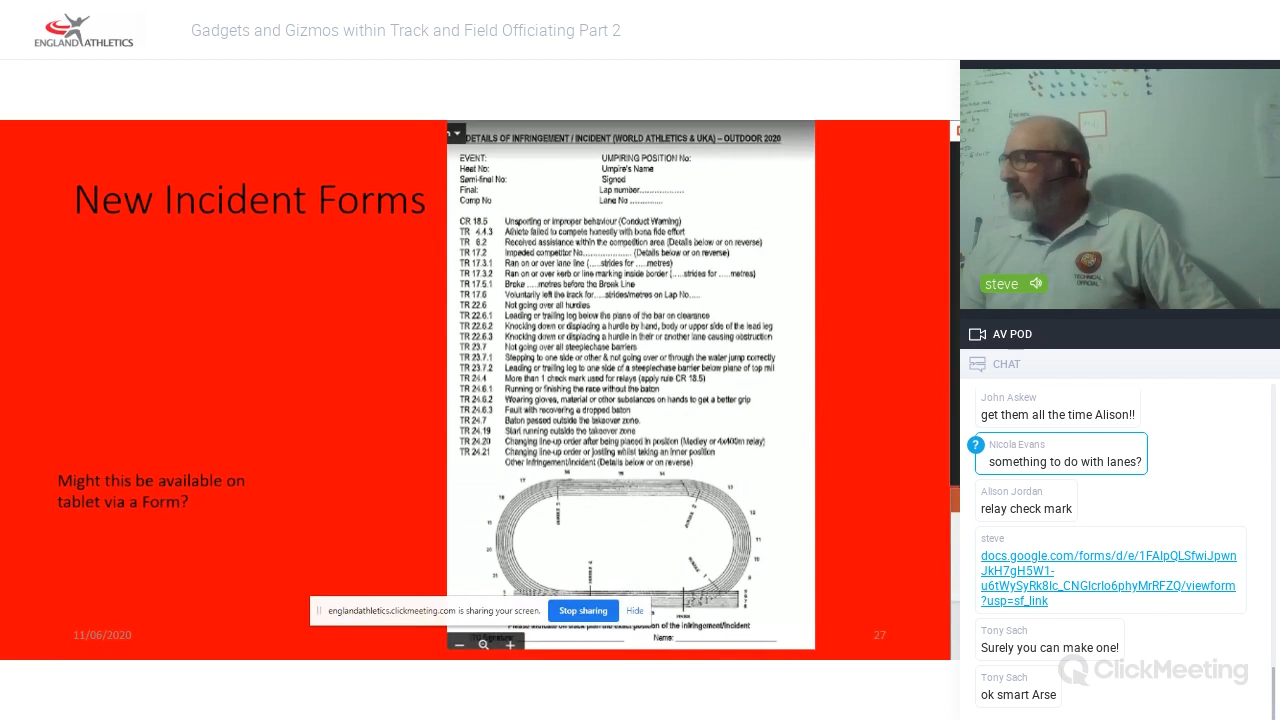 ENGLAND ATHLETICS
Gadgets and Gizmos within Track and Field Officiating Part 2
New Incident Forms
Might this be available on
tablet via a Form?
11/06/2020
27
DETAILS OF INFRINGEMENT / INCIDENT (WORLD ATHLETICS & UKA) – OUTDOOR 2020
EVENT: UMPIRING POSITION No:
Heat No: Umpire's Name
Semi-final No: Signed
Final: Lap number..................
Comp No Lane No .............
CR 18.5 Unsporting or improper behaviour (Conduct Warning)
TR 4.4.3 Athlete failed to compete honestly with bona fide effort
TR 6.2 Received assistance within the competition area (Details below or on reverse)
TR 17.2 Impeded competitor No..................... (Details below or on reverse)
TR 17.3.1 Ran on or over lane line (.....strides for .....metres)
TR 17.3.2 Ran on or over kerb or line marking inside border (.....strides for .....metres)
TR 17.5.1 Broke .....metres before the Break Line
TR 17.6 Voluntarily left the track for.....strides/metres on Lap No.....
TR 22.6 Not going over all hurdles
TR 22.6.1 Leading or trailing leg below the plane of the bar on clearance
TR 22.6.2 Knocking down or displacing a hurdle by hand, body or upper side of the lead leg
TR 22.6.3 Knocking down or displacing a hurdle in their or another lane causing obstruction
TR 23.7 Not going over all steeplechase barriers
TR 23.7.1 Stepping to one side or other & not going over or through the water jump correctly
TR 23.7.2 Leading or trailing leg to one side of a steeplechase barrier below plane of top rail
TR 24.4 More than 1 check mark used for relays (apply rule CR 18.5)
TR 24.6.1 Running or finishing the race without the baton
TR 24.6.2 Wearing gloves, material or other substances on hands to get a better grip
TR 24.6.3 Fault with recovering a dropped baton
TR 24.7 Baton passed outside the takeover zone.
TR 24.19 Start running outside the takeover zone
TR 24.20 Changing line-up order after being placed in position (Medley or 4x400m relay)
TR 24.21 Changing line-up order or jostling whilst taking an inner position
Other Infringement/Incident (Details below or on reverse)
englandathletics.clickmeeting.com is sharing your screen.
Stop sharing
Hide
Please indicate on track plan the exact position of the infringement/incident
Name:
TECHNICAL
OFFICIAL
steve
AV POD
CHAT
John Askew
get them all the time Alison!!
?
Nicola Evans
something to do with lanes?
Alison Jordan
relay check mark
steve
docs.google.com/forms/d/e/1FAIpQLSfwiJpwn
JkH7gH5W1-
u6tWySyRk8Ic_CNGIcrIo6phyMrRFZQ/viewform
?usp=sf_link
Tony Sach
Surely you can make one!
Tony Sach
ok smart Arse
ClickMeeting